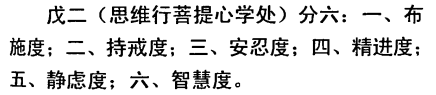 戊二（思维行菩提心学处）分六：一、布
施度；二、持戒度；三、安忍度；四、精进度；
五、静虑度；六、智慧度。